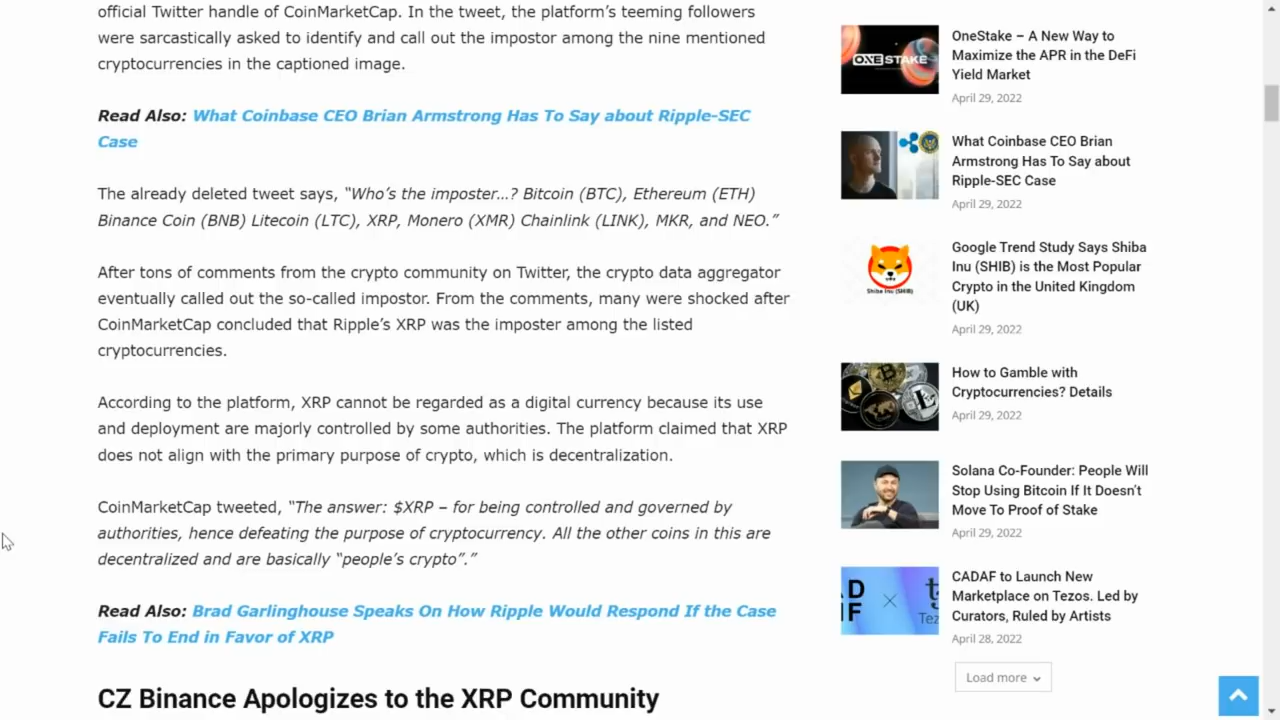 official Twitter handle of CoinMarketCap. In the tweet, the platform’s teeming followers
were sarcastically asked to identify and call out the impostor among the nine mentioned
cryptocurrencies in the captioned image.
Read Also: What Coinbase CEO Brian Armstrong Has To Say about Ripple-SEC
Case
The already deleted tweet says, “Who’s the imposter…? Bitcoin (BTC), Ethereum (ETH)
Binance Coin (BNB) Litecoin (LTC), XRP, Monero (XMR) Chainlink (LINK), MKR, and NEO.”
After tons of comments from the crypto community on Twitter, the crypto data aggregator
eventually called out the so-called impostor. From the comments, many were shocked after
CoinMarketCap concluded that Ripple’s XRP was the imposter among the listed
cryptocurrencies.
According to the platform, XRP cannot be regarded as a digital currency because its use
and deployment are majorly controlled by some authorities. The platform claimed that XRP
does not align with the primary purpose of crypto, which is decentralization.
CoinMarketCap tweeted, “The answer: $XRP – for being controlled and governed by
authorities, hence defeating the purpose of cryptocurrency. All the other coins in this are
decentralized and are basically “people’s crypto”.”
Read Also: Brad Garlinghouse Speaks On How Ripple Would Respond If the Case
Fails To End in Favor of XRP
CZ Binance Apologizes to the XRP Community
ONESTAKE
OneStake – A New Way to
Maximize the APR in the DeFi
Yield Market
April 29, 2022
What Coinbase CEO Brian
Armstrong Has To Say about
Ripple-SEC Case
April 29, 2022
Shiba Inu (SHIB)
Google Trend Study Says Shiba
Inu (SHIB) is the Most Popular
Crypto in the United Kingdom
(UK)
April 29, 2022
How to Gamble with
Cryptocurrencies? Details
April 29, 2022
Solana Co-Founder: People Will
Stop Using Bitcoin If It Doesn’t
Move To Proof of Stake
April 29, 2022
Tez
CADAF to Launch New
Marketplace on Tezos. Led by
Curators, Ruled by Artists
April 28, 2022
Load more